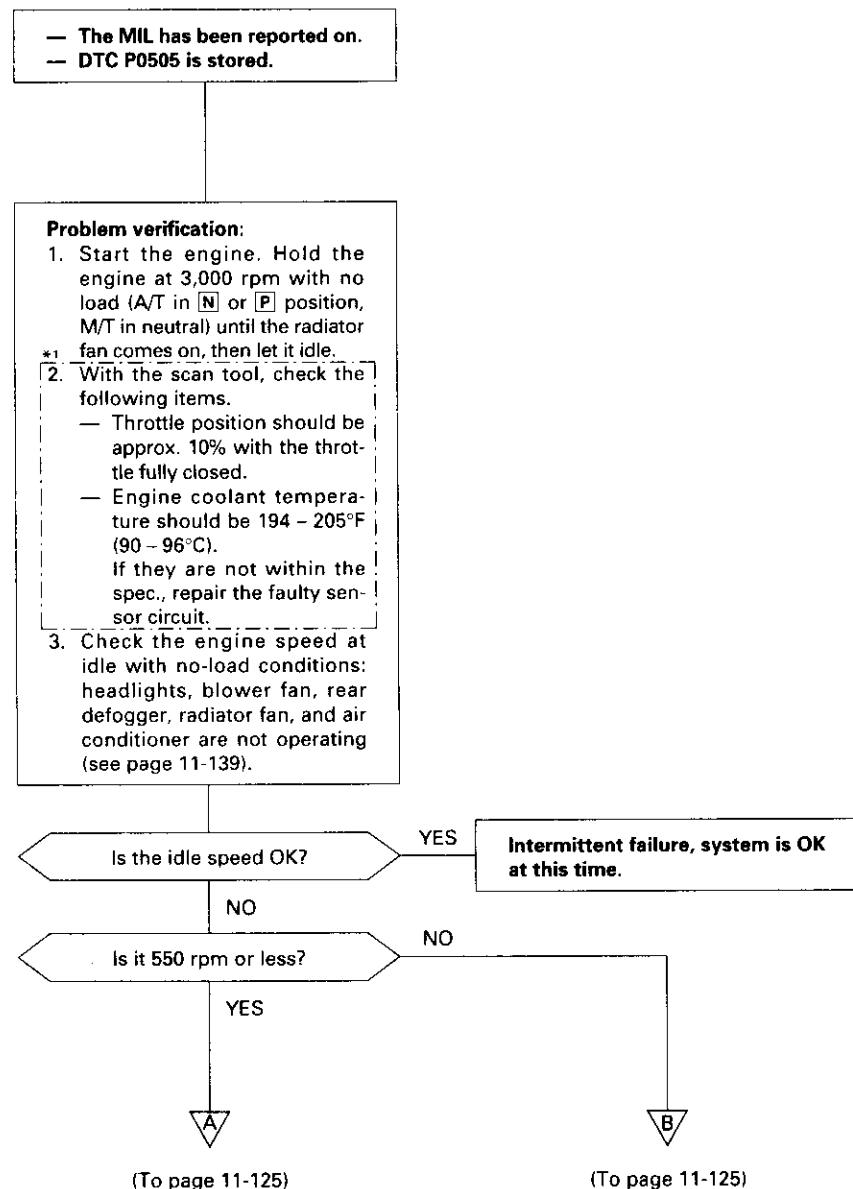 — The MIL has been reported on.
— DTC P0505 is stored.
Problem verification:
1. Start the engine. Hold the
engine at 3,000 rpm with no
load (A/T in N or P position,
M/T in neutral) until the radiator
*1 fan comes on, then let it idle.
2. With the scan tool, check the
following items.
— Throttle position should be
approx. 10% with the throt-
tle fully closed.
— Engine coolant tempera-
ture should be 194 – 205°F
(90 – 96°C).
If they are not within the
spec., repair the faulty sen-
sor circuit.
3. Check the engine speed at
idle with no-load conditions:
headlights, blower fan, rear
defogger, radiator fan, and air
conditioner are not operating
(see page 11-139).
Is the idle speed OK?
YES
Intermittent failure, system is OK
at this time.
NO
Is it 550 rpm or less?
NO
YES
A
B
(To page 11-125)
(To page 11-125)